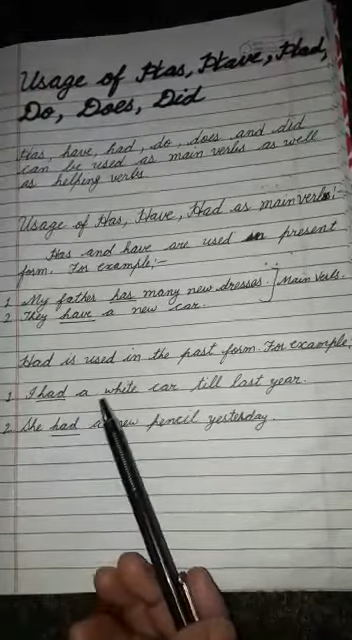 Usage of Has, Have, Had,
Do, Does, Did
Has, have, had, do, does and did
can be used as main verbs as well
as helping verbs
Usage of Has, Have, Had as main verbs:-
Has and have are used in present
form. For example:-
1 My father has many new dresses. ] Main verbs.
2 They have a new car.
Had is used in the past form. For example,
1 I had a white car till last year.
2. She had a new pencil yesterday.